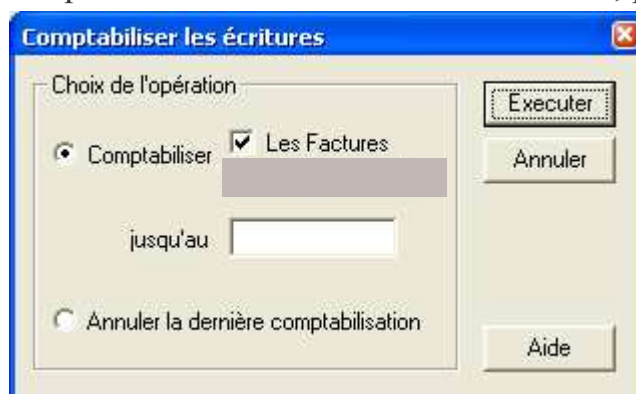 Comptabiliser les écritures
Choix de l'opération
Executer
Comptabiliser
Les Factures
Annuler
jusqu'au
Annuler la dernière comptabilisation
Aide